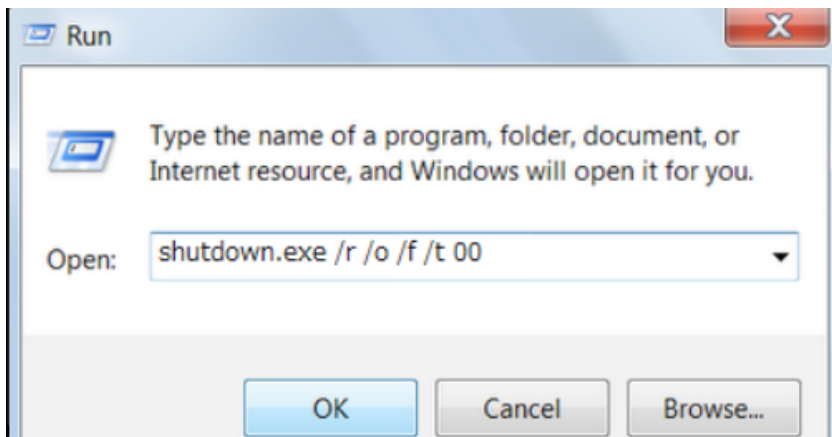 Run
Type the name of a program, folder, document, or
Internet resource, and Windows will open it for you.
Open: shutdown.exe /r /o /f /t 00
OK Cancel Browse...